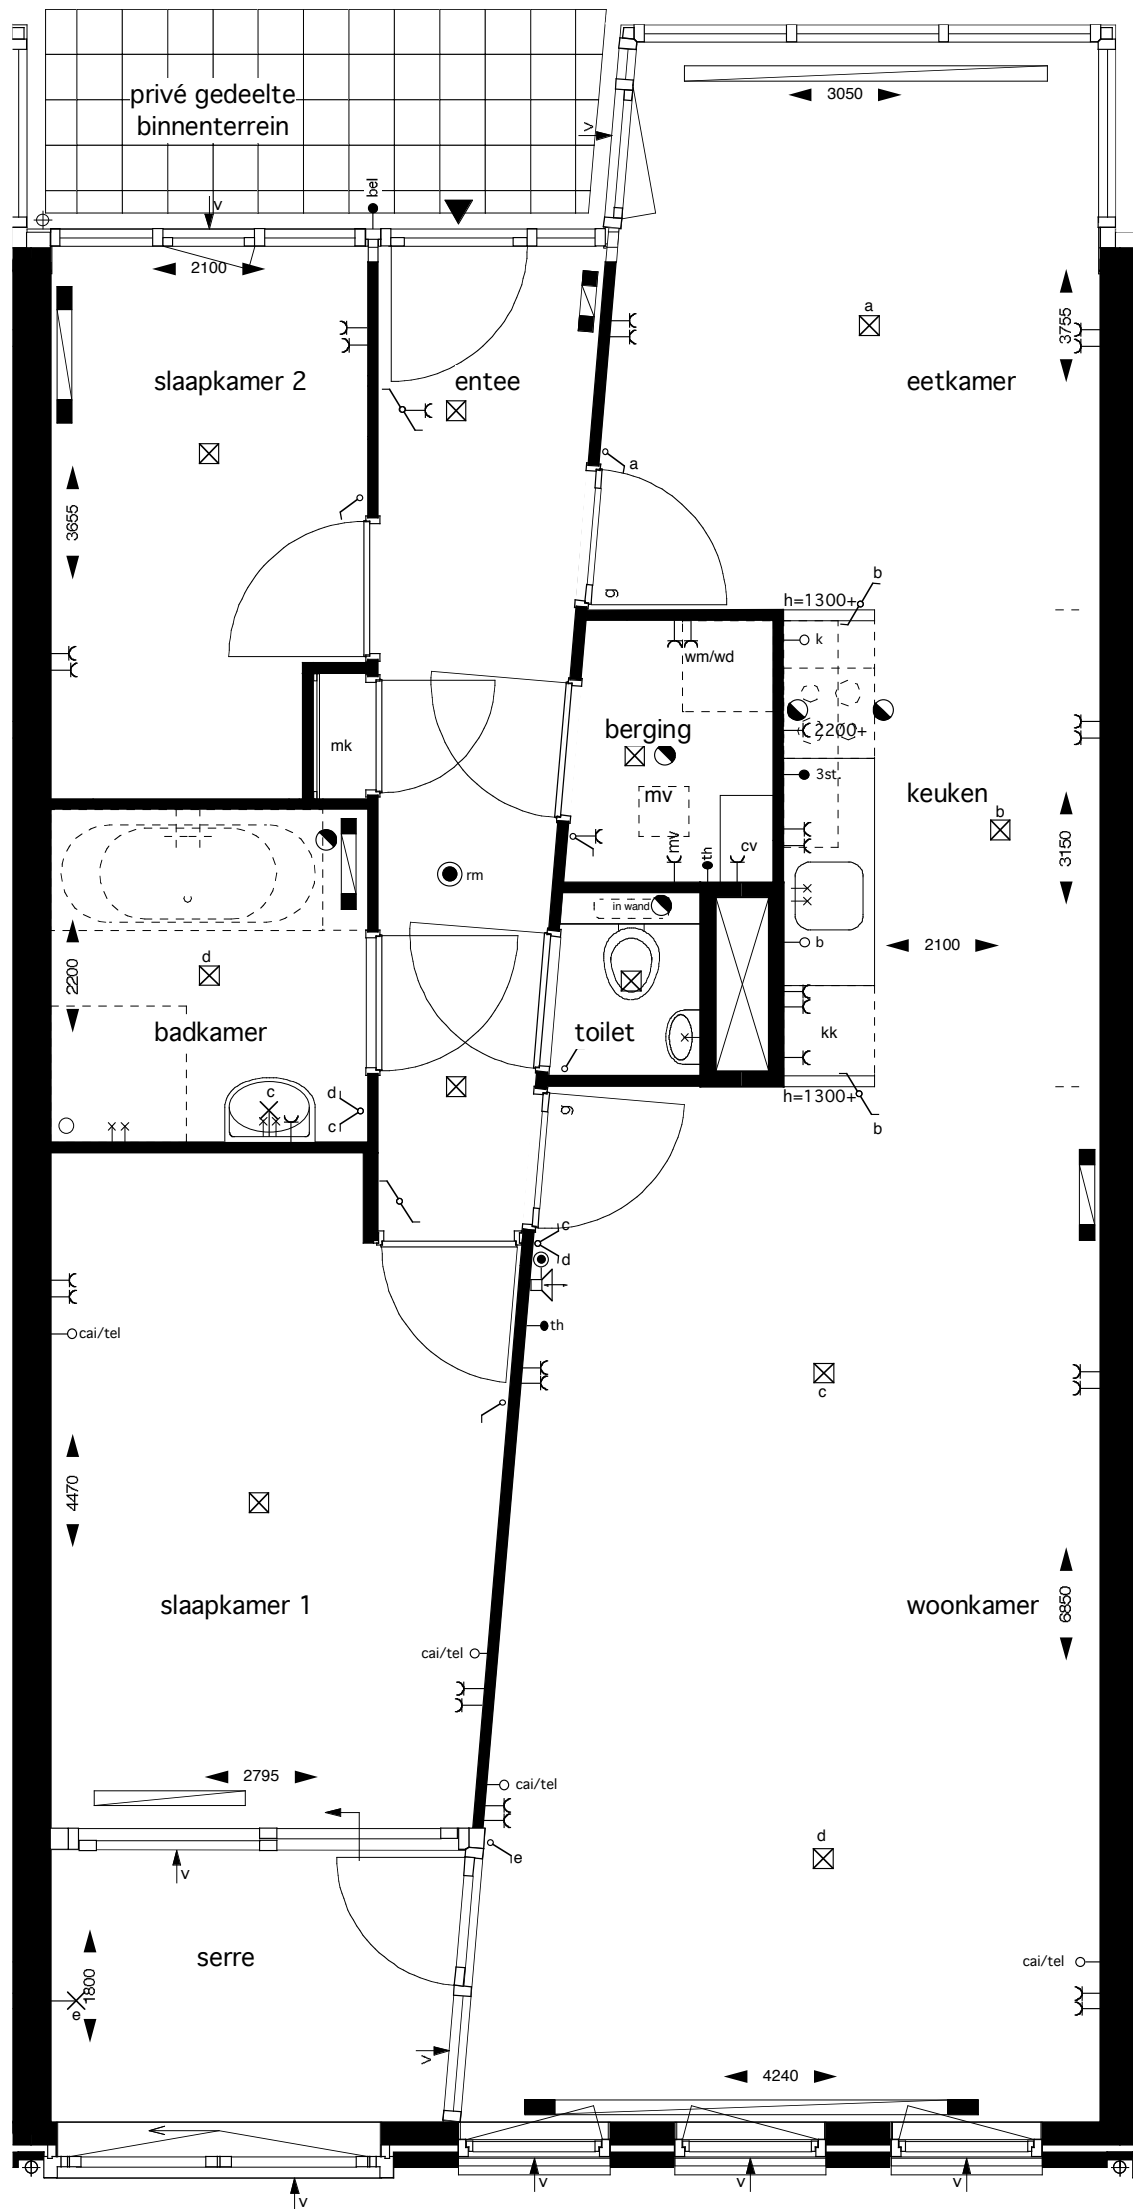 privé gedeelte
binnenterrein
3050
v
bel
v
2100
a
3755
slaapkamer 2
entee
eetkamer
a
3655
g
b
h=1300+
k
wm/wd
berging
2200+
mk
3st.
keuken
b
mv
mv
th
cv
3150
rm
in wand
b
2100
d
2200
badkamer
toilet
kk
c
d
c
g
h=1300+
b
c
d
cai/tel
th
c
4470
slaapkamer 1
woonkamer
6850
cai/tel
2795
cai/tel
e
d
v
serre
cai/tel
1800
e
v
4240
v
v
v
v